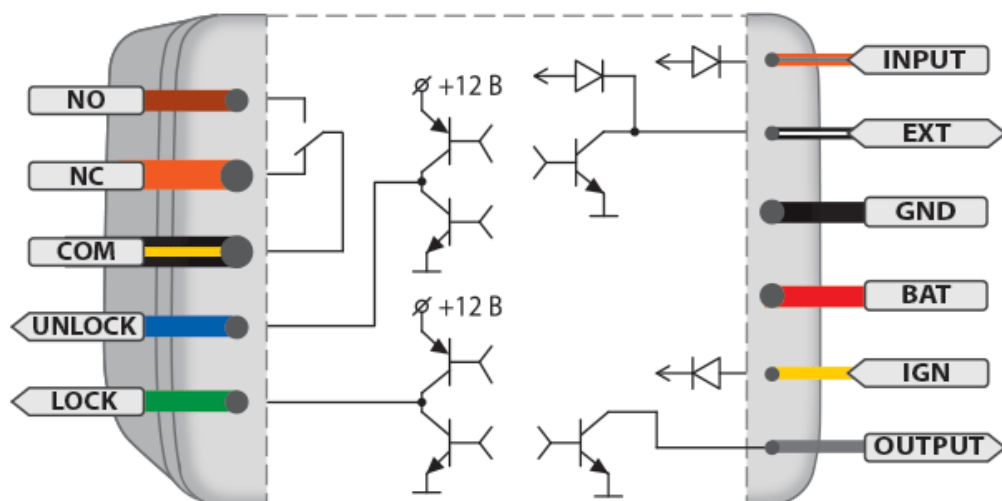 NO
NC
COM
UNLOCK
LOCK
+12 В
+12 В
INPUT
EXT
GND
BAT
IGN
OUTPUT